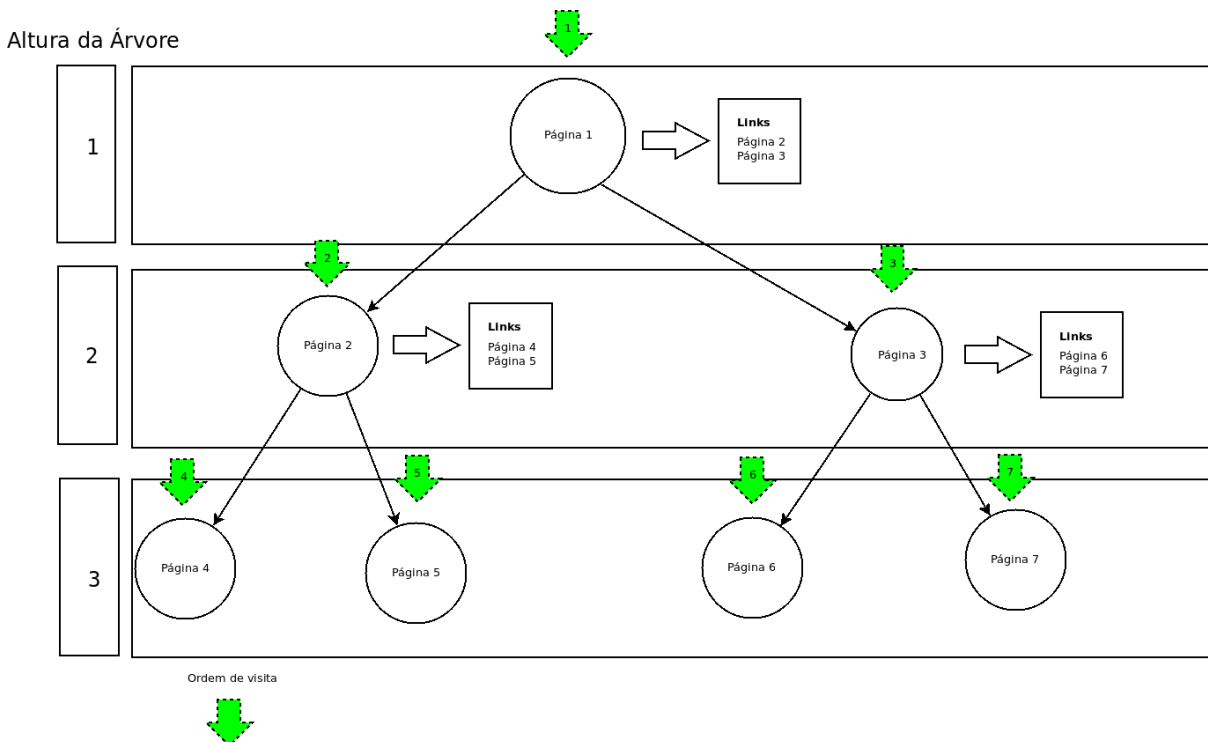 Altura da Árvore
1
1
Página 1
Links
Página 2
Página 3
2
3
2
Página 2
Links
Página 4
Página 5
Página 3
Links
Página 6
Página 7
4
5
6
7
3
Página 4
Página 5
Página 6
Página 7
Ordem de visita